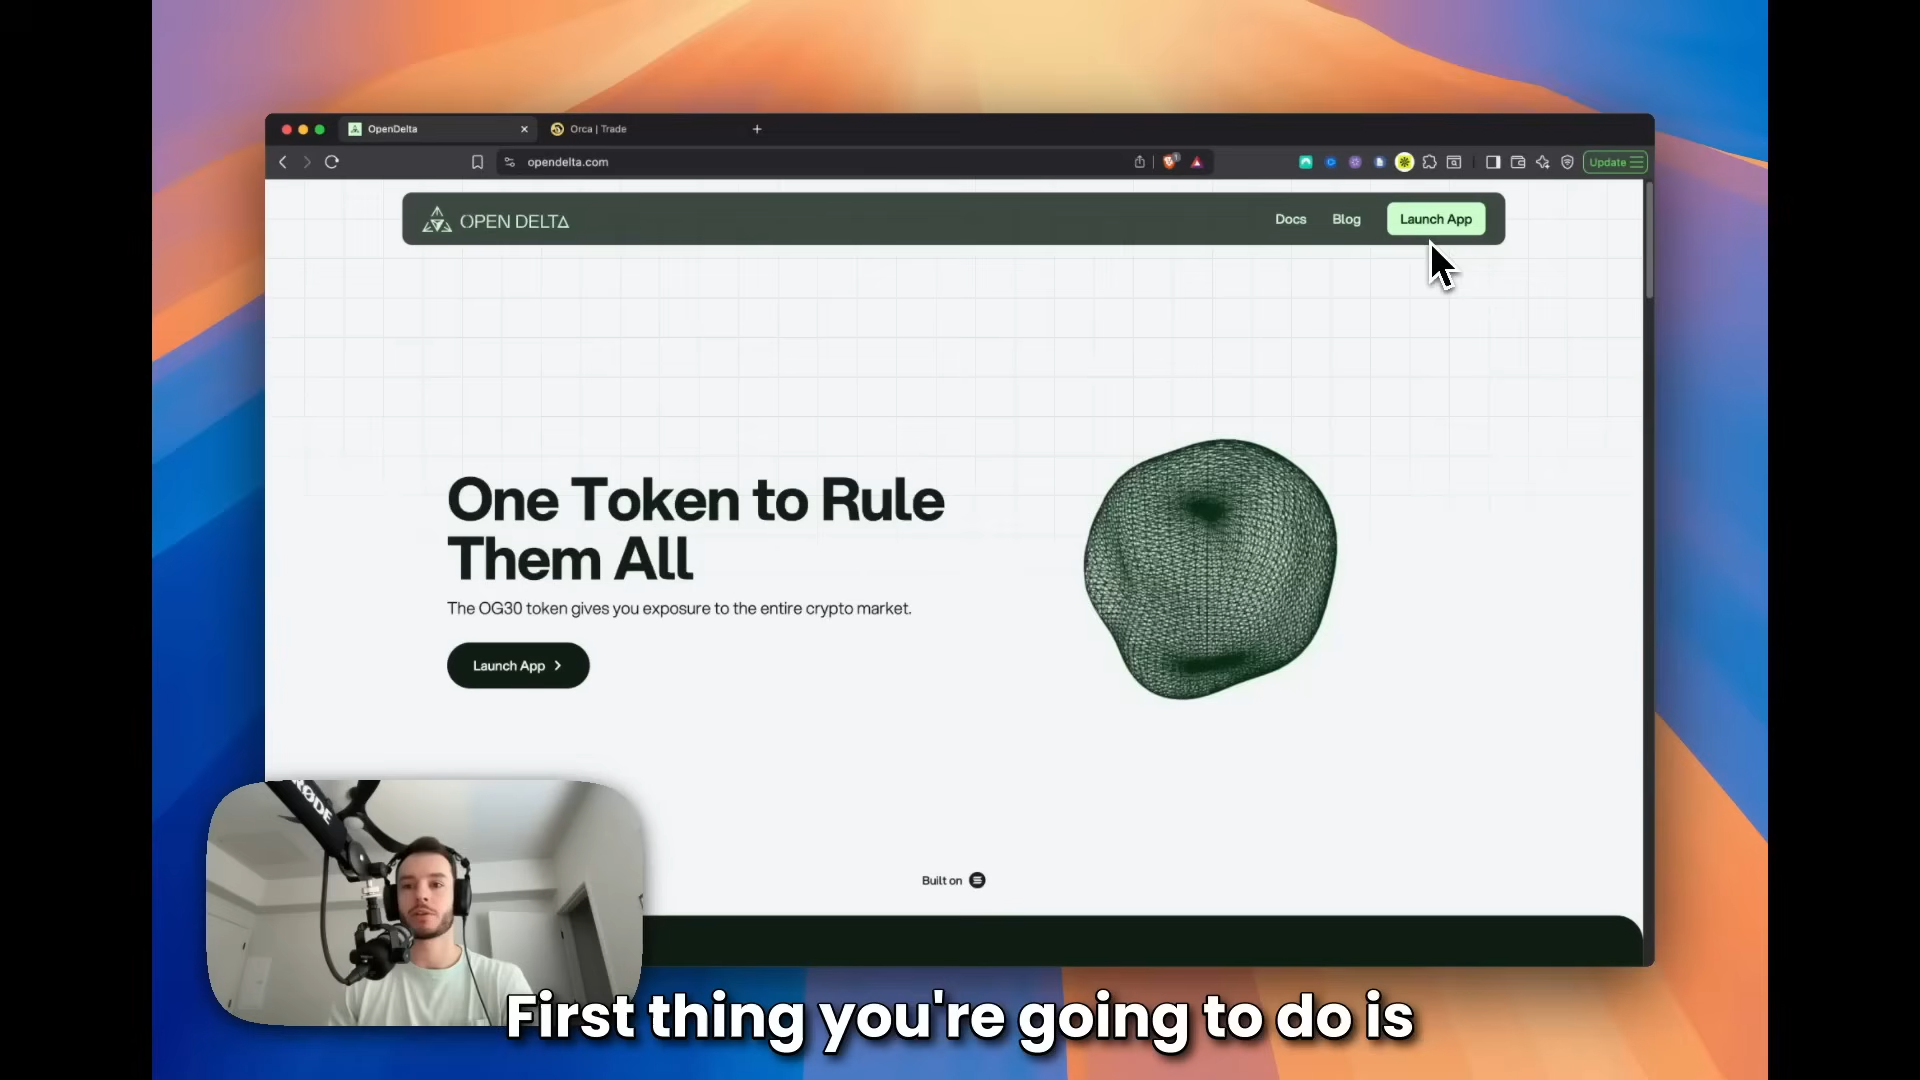 OpenDelta
Orca | Trade
opendelta.com
Update
OPEN DELTA
Docs
Blog
Launch App
One Token to Rule
Them All
The OG30 token gives you exposure to the entire crypto market.
Launch App
Built on
RØDE
First thing you're going to do is